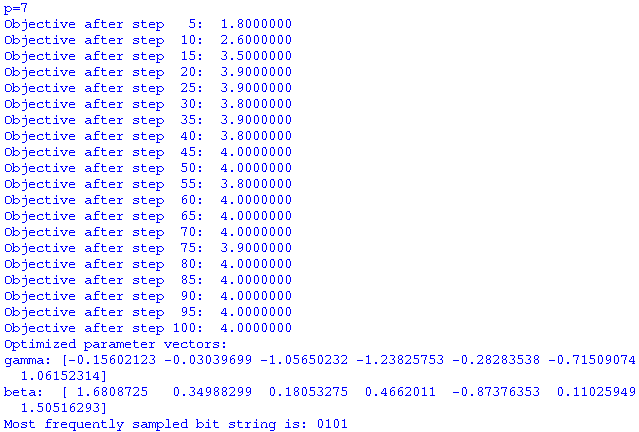 p=7
Objective after step   5:  1.8000000
Objective after step  10:  2.6000000
Objective after step  15:  3.5000000
Objective after step  20:  3.9000000
Objective after step  25:  3.9000000
Objective after step  30:  3.8000000
Objective after step  35:  3.9000000
Objective after step  40:  3.8000000
Objective after step  45:  4.0000000
Objective after step  50:  4.0000000
Objective after step  55:  3.8000000
Objective after step  60:  4.0000000
Objective after step  65:  4.0000000
Objective after step  70:  4.0000000
Objective after step  75:  3.9000000
Objective after step  80:  4.0000000
Objective after step  85:  4.0000000
Objective after step  90:  4.0000000
Objective after step  95:  4.0000000
Objective after step 100:  4.0000000
Optimized parameter vectors:
gamma: [-0.15602123 -0.03039699 -1.05650232 -1.23825753 -0.28283538 -0.71509074
  1.06152314]
beta:  [ 1.6808725   0.34988299  0.18053275  0.4662011  -0.87376353  0.11025949
  1.50516293]
Most frequently sampled bit string is: 0101